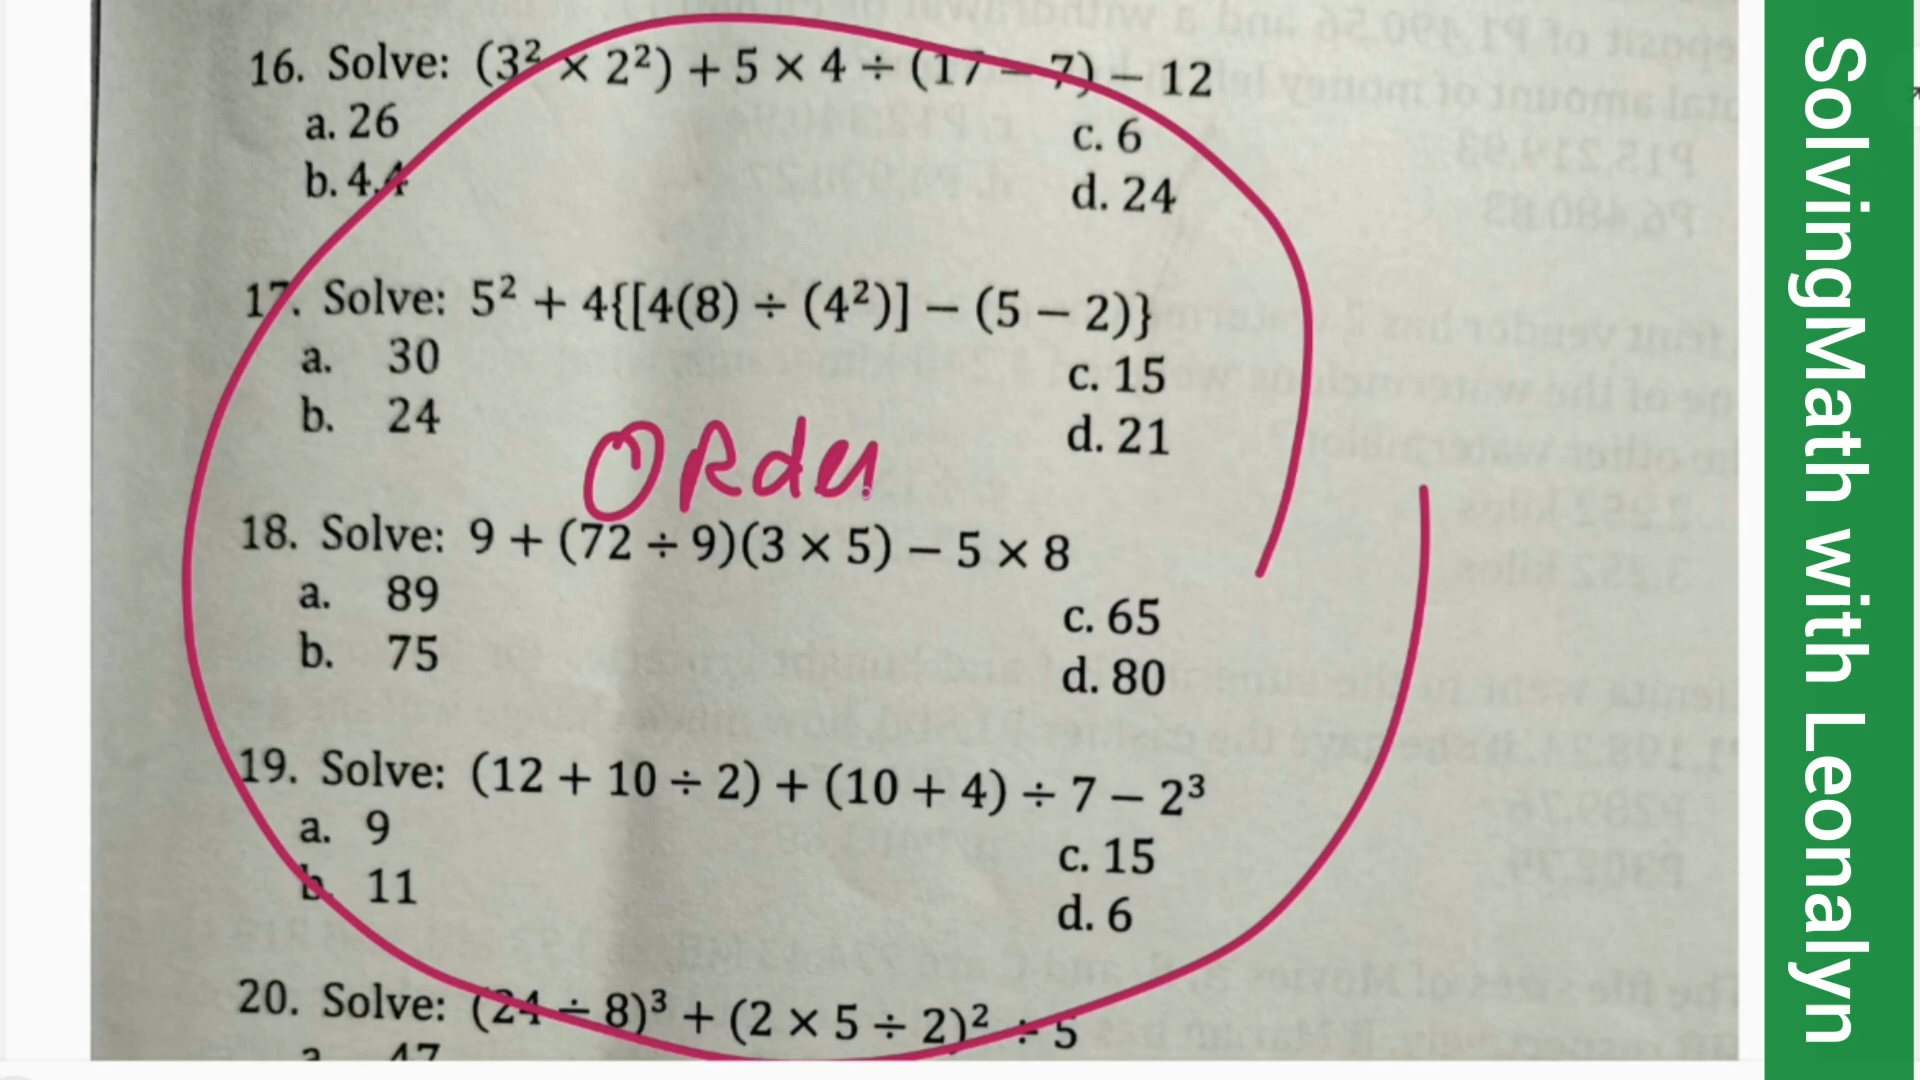 16. Solve: (3² × 2²) + 5 × 4 ÷ (17 − 7) − 12
a. 26
c. 6
b. 4.4
d. 24
17. Solve: 5² + 4{[4(8) ÷ (4²)] − (5 − 2)}
a. 30
c. 15
b. 24
d. 21
Order
18. Solve: 9 + (72 ÷ 9)(3 × 5) − 5 × 8
a. 89
c. 65
b. 75
d. 80
19. Solve: (12 + 10 ÷ 2) + (10 + 4) ÷ 7 − 2³
a. 9
c. 15
b. 11
d. 6
20. Solve: (24 ÷ 8)³ + (2 × 5 ÷ 2)² ÷ 5
a. 47
SolvingMath with Leonalyn